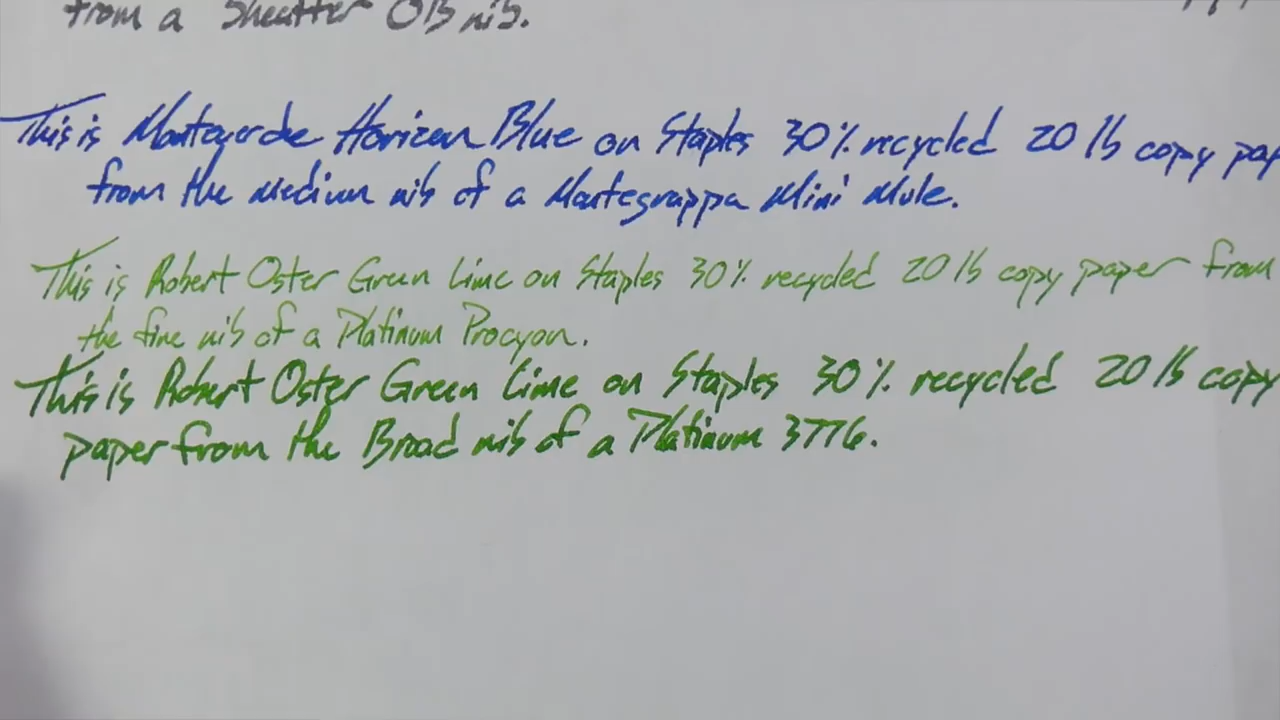 from a Sheaffer OB nib.
This is Monteverde Horizon Blue on Staples 30% recycled 20 lb copy pap
from the medium nib of a Montegrappa Mini Mule.
This is Robert Oster Green Lime on Staples 30% recycled 20 lb copy paper from
the fine nib of a Platinum Procyon.
This is Robert Oster Green Lime on Staples 30% recycled 20 lb copy
paper from the Broad nib of a Platinum 3776.